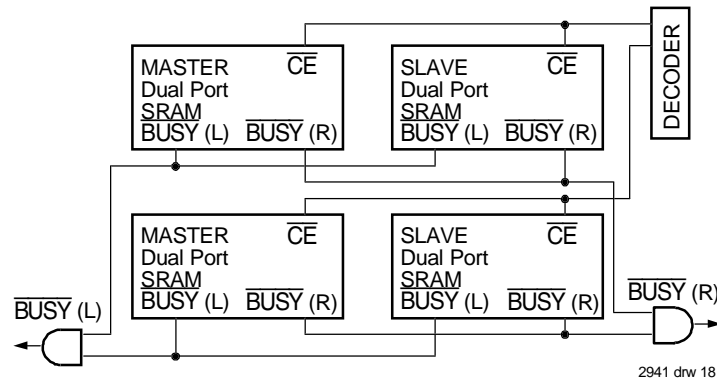 MASTER
Dual Port
SRAM
BUSY (L)
CE
BUSY (R)
SLAVE
Dual Port
SRAM
BUSY (L)
CE
BUSY (R)
DECODER
MASTER
Dual Port
SRAM
BUSY (L)
CE
BUSY (R)
SLAVE
Dual Port
SRAM
BUSY (L)
CE
BUSY (R)
BUSY (L)
BUSY (R)
2941 drw 18